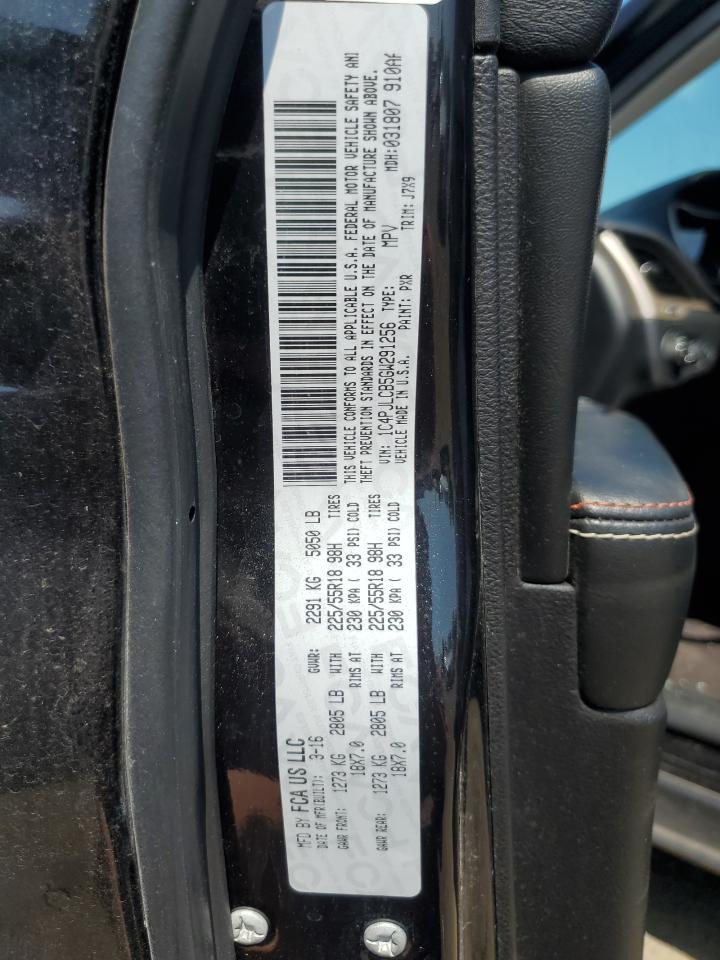 MFD BY FCA US LLC
DATE OF MFR(BUILT): 3-16 GVWR: 2291 KG 5050 LB
GAWR FRONT: 1273 KG 2805 LB WITH 225/55R18 98H TIRES
18X7.0 RIMS AT 230 KPA ( 33 PSI) COLD
GAWR REAR: 1273 KG 2805 LB WITH 225/55R18 98H TIRES
18X7.0 RIMS AT 230 KPA ( 33 PSI) COLD
THIS VEHICLE CONFORMS TO ALL APPLICABLE U.S.A. FEDERAL MOTOR VEHICLE SAFETY AND
THEFT PREVENTION STANDARDS IN EFFECT ON THE DATE OF MANUFACTURE SHOWN ABOVE.
VIN: 1C4PJLCB5GW291256 TYPE: MPV MDH:031807 910AF
VEHICLE MADE IN U.S.A. PAINT: PXR TRIM: J7X9